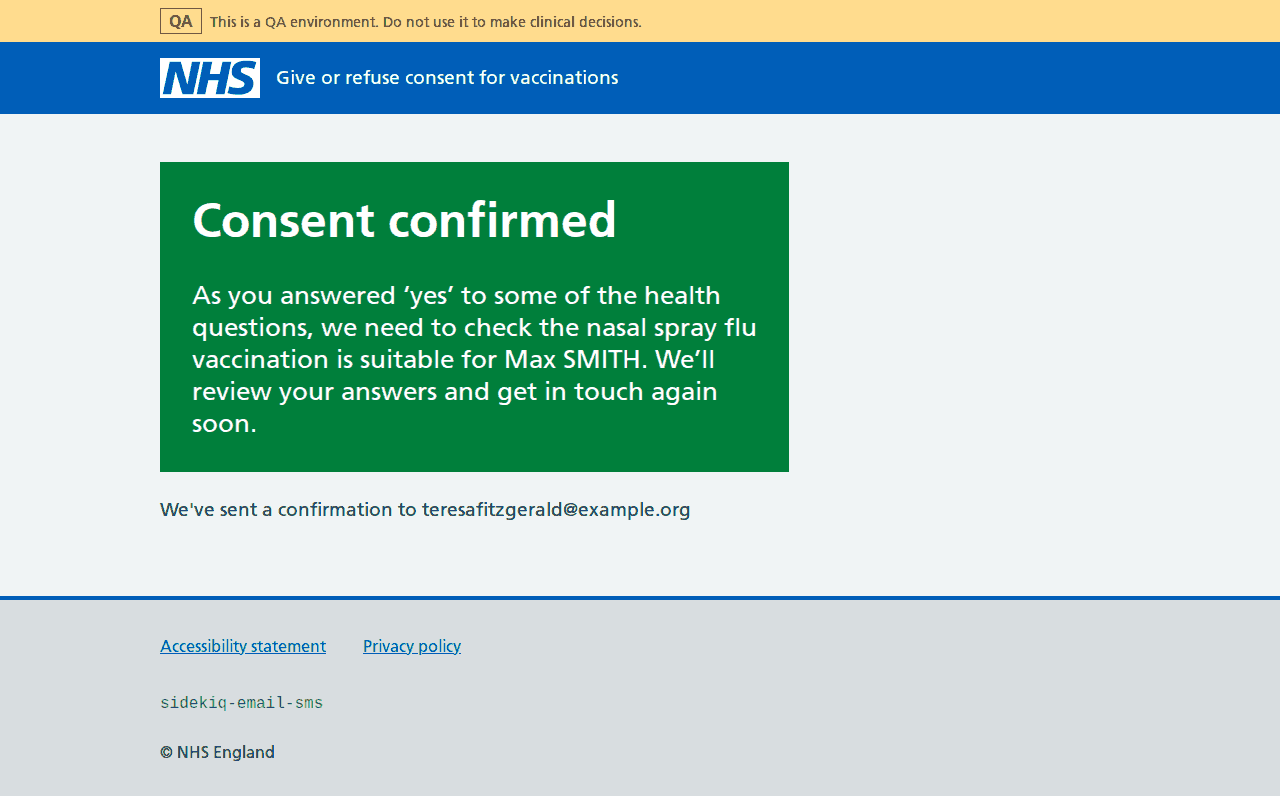 QA This is a QA environment. Do not use it to make clinical decisions.
NHS Give or refuse consent for vaccinations
Consent confirmed
As you answered ‘yes’ to some of the health
questions, we need to check the nasal spray flu
vaccination is suitable for Max SMITH. We’ll
review your answers and get in touch again
soon.
We've sent a confirmation to teresafitzgerald@example.org
Accessibility statement Privacy policy
sidekiq-email-sms
© NHS England